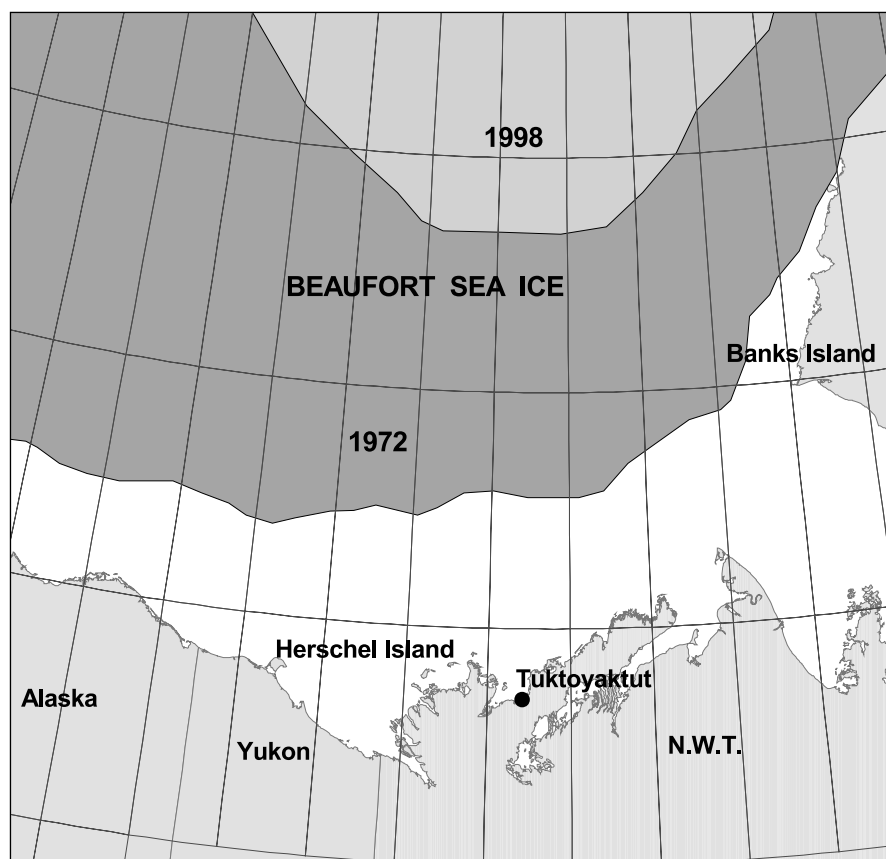 1998
BEAUFORT SEA ICE
Banks Island
1972
Herschel Island
Tuktoyaktut
Alaska
Yukon
N.W.T.